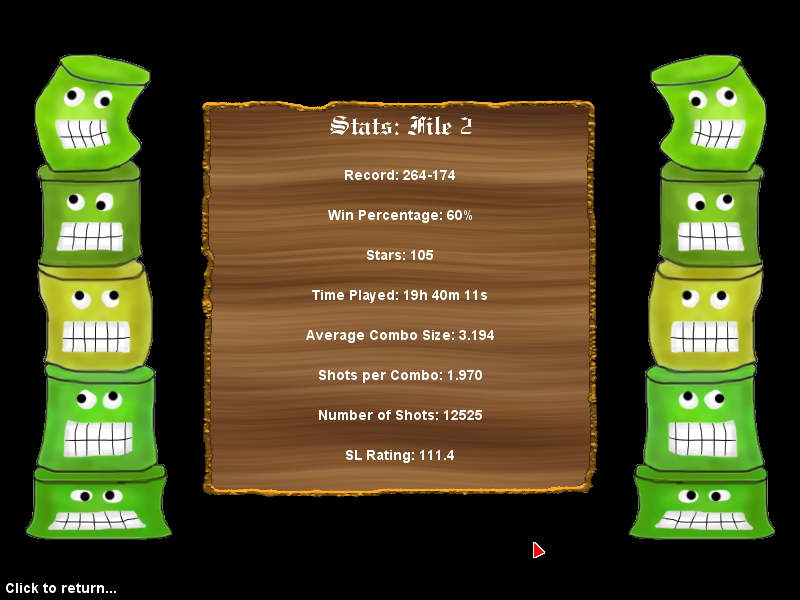 Stats: File 2
Record: 264-174
Win Percentage: 60%
Stars: 105
Time Played: 19h 40m 11s
Average Combo Size: 3.194
Shots per Combo: 1.970
Number of Shots: 12525
SL Rating: 111.4
Click to return...